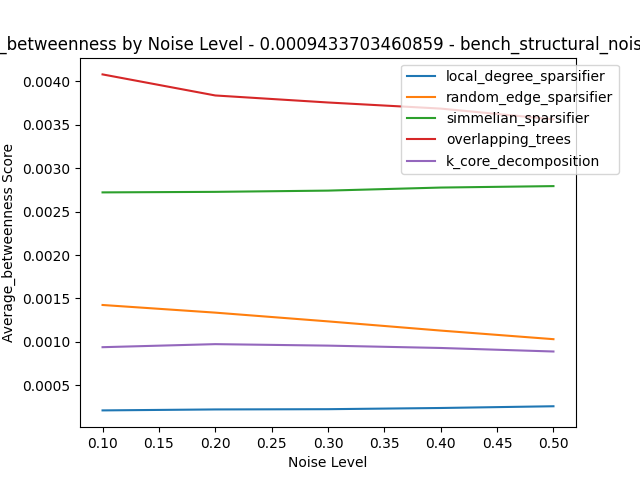 _betweenness by Noise Level - 0.0009433703460859 - bench_structural_nois
Average_betweenness Score
0.0040
0.0035
0.0030
0.0025
0.0020
0.0015
0.0010
0.0005
local_degree_sparsifier
random_edge_sparsifier
simmelian_sparsifier
overlapping_trees
k_core_decomposition
0.10 0.15 0.20 0.25 0.30 0.35 0.40 0.45 0.50
Noise Level